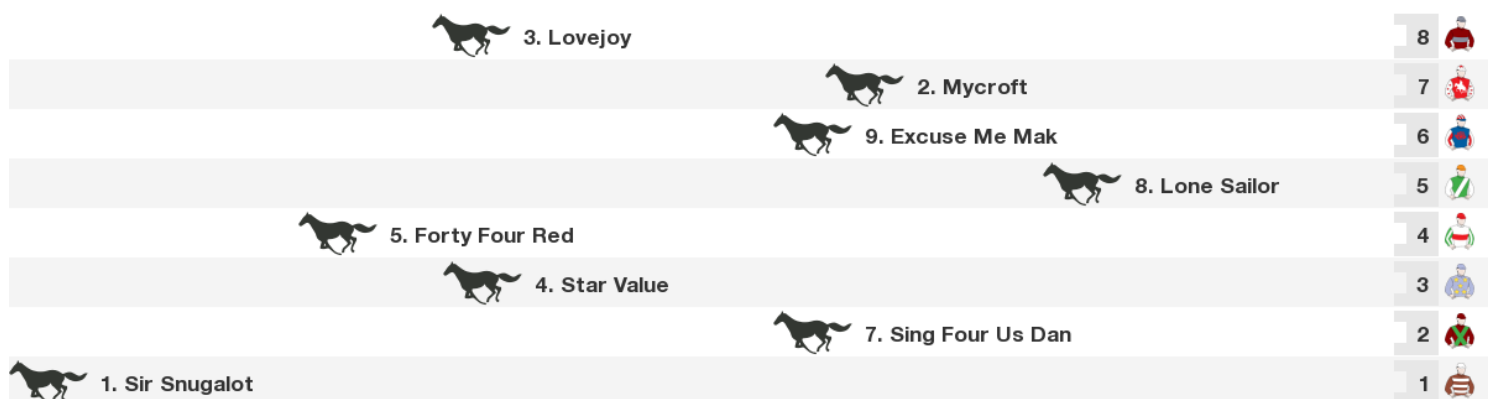 3. Lovejoy 8
2. Mycroft 7
9. Excuse Me Mak 6
8. Lone Sailor 5
5. Forty Four Red 4
4. Star Value 3
7. Sing Four Us Dan 2
1. Sir Snugalot 1